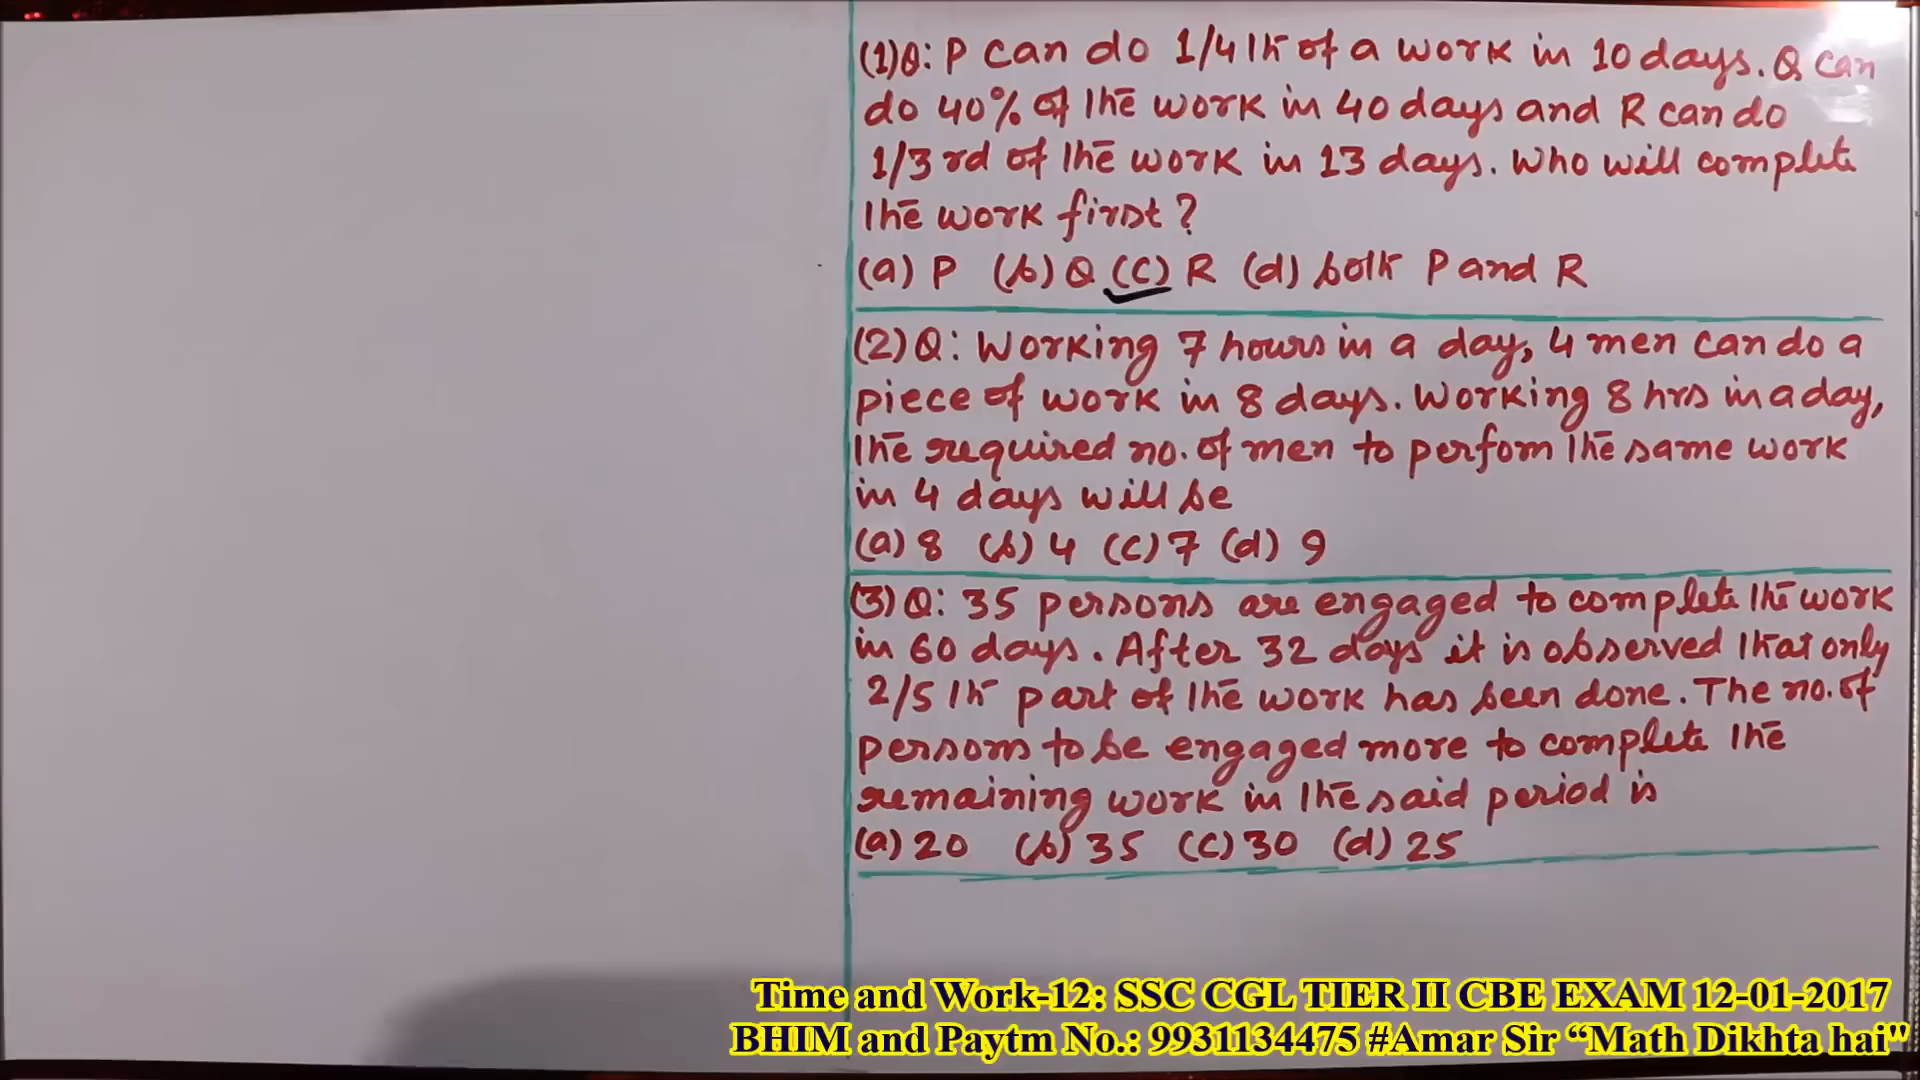 (1)Q: P can do 1/4th of a work in 10 days. Q can
do 40% of the work in 40 days and R can do
1/3 rd of the work in 13 days. Who will complete
the work first?
(a) P (b) Q (c) R (d) both P and R
(2) Q: Working 7 hours in a day, 4 men can do a
piece of work in 8 days. Working 8 hrs in a day,
the required no. of men to perfom the same work
in 4 days will be
(a) 8 (b) 4 (c) 7 (d) 9
(3) Q: 35 persons are engaged to complete the work
in 60 days. After 32 days it is observed that only
2/5 th part of the work has been done. The no. of
persons to be engaged more to complete the
remaining work in the said period is
(a) 20 (b) 35 (c) 30 (d) 25
Time and Work-12: SSC CGL TIER II CBE EXAM 12-01-2017
BHIM and Paytm No.: 9931134475 #Amar Sir “Math Dikhta hai"